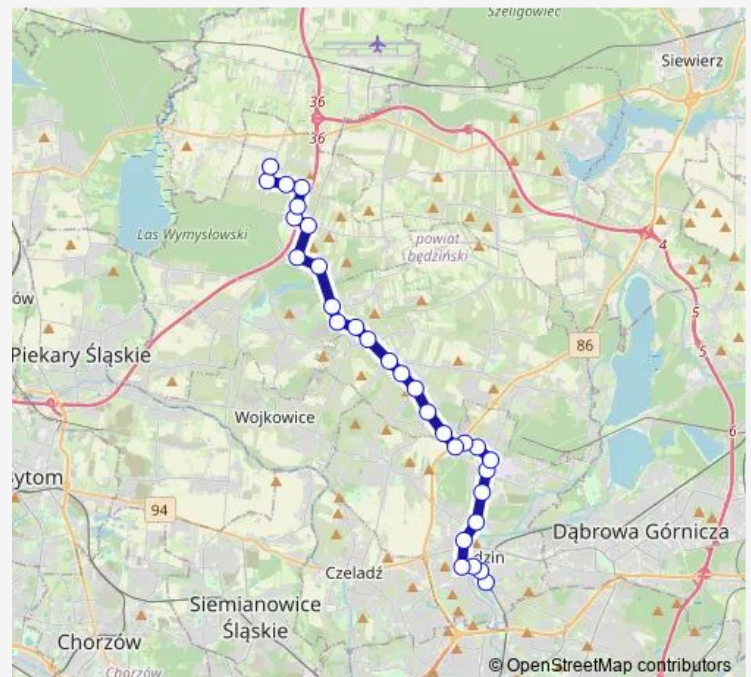 Szeligowiec
Siewierz
36
36
Las Wymysłowski
powiat
będziński
4
ów
5
Piekary Śląskie
86
5
Wojkowice
6
ytom
94
Dąbrowa Górnicza
dzin
Czeladź
Siemianowice
Śląskie
Chorzów
Chorzów
© OpenStreetMap contributors